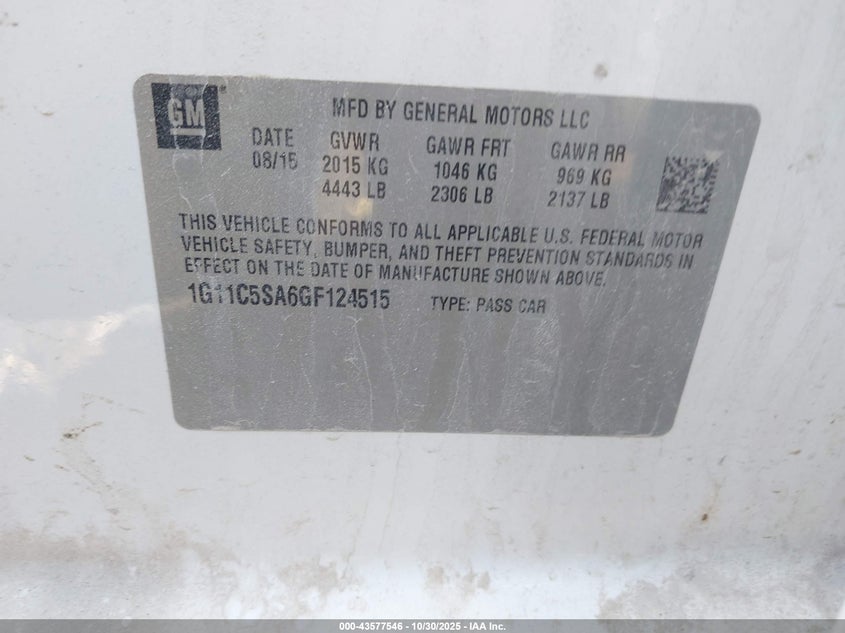 GM
MFD BY GENERAL MOTORS LLC
DATE GVWR GAWR FRT GAWR RR
08/15 2015 KG 1046 KG 969 KG
4443 LB 2306 LB 2137 LB
THIS VEHICLE CONFORMS TO ALL APPLICABLE U.S. FEDERAL MOTOR
VEHICLE SAFETY, BUMPER, AND THEFT PREVENTION STANDARDS IN
EFFECT ON THE DATE OF MANUFACTURE SHOWN ABOVE.
1G11C5SA6GF124515 TYPE: PASS CAR
000-43577546 - 10/30/2025 - IAA Inc.